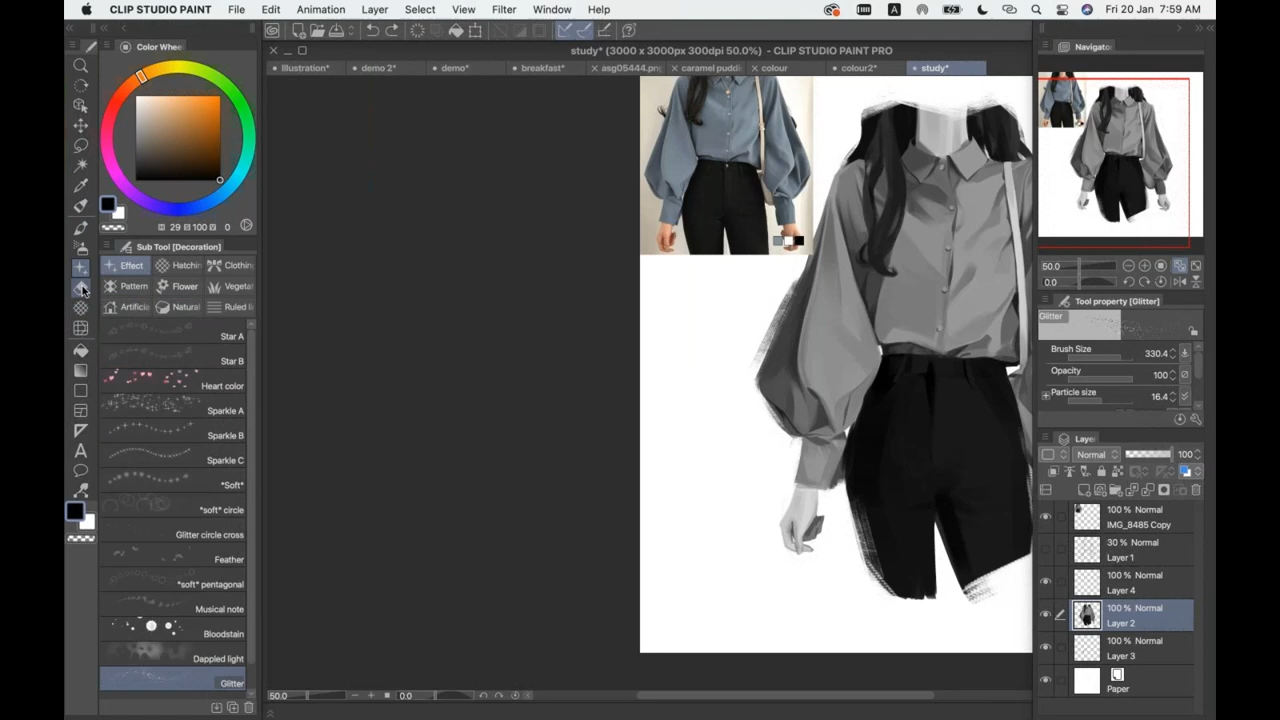 CLIP STUDIO PAINT File Edit Animation Layer Select View Filter Window Help
A Fri 20 Jan 7:59 AM
Color Whee
study* (3000 x 3000px 300dpi 50.0%) - CLIP STUDIO PAINT PRO
Navigato
Illustration* demo 2* demo* breakfast* asg05444.pn caramel puddi colour colour2* study*
29 100 0
Sub Tool [Decoration]
Effect Hatchin Clothin
Pattern Flower Vegeta
Artificia Natura Ruled li
Star A
Star B
Heart color
Sparkle A
Sparkle B
Sparkle C
*Soft*
*soft* circle
Glitter circle cross
Feather
*soft* pentagonal
Musical note
Bloodstain
Dappled light
Glitter
A
50.0 0.0
50.0
0.0
Tool property [Glitter]
Glitter
Brush Size 330.4
Opacity 100
Particle size 16.4
Laye
Normal 100
100 % Normal
IMG_8485 Copy
30 % Normal
Layer 1
100 % Normal
Layer 4
100 % Normal
Layer 2
100 % Normal
Layer 3
Paper